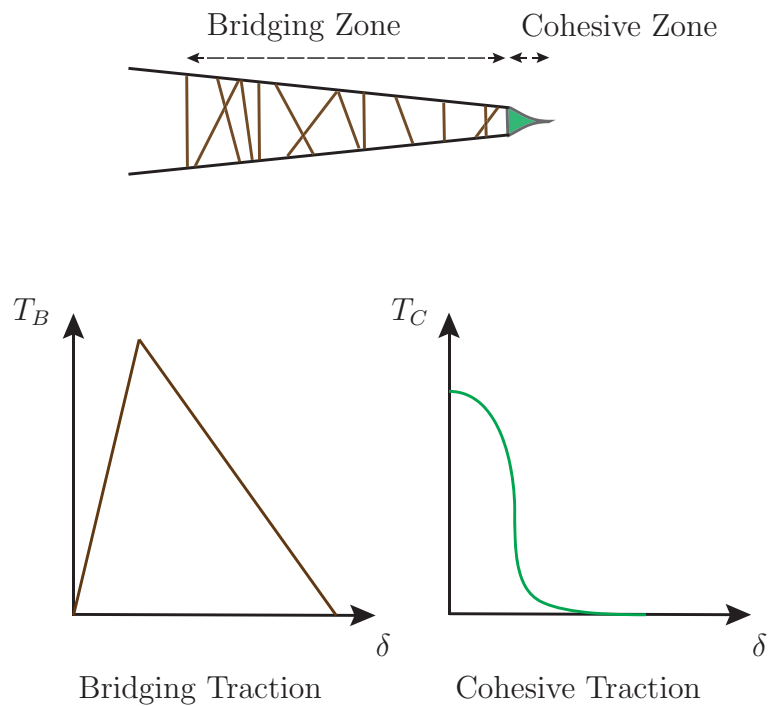 Bridging Zone
Cohesive Zone
T_B
T_C
δ
δ
Bridging Traction
Cohesive Traction